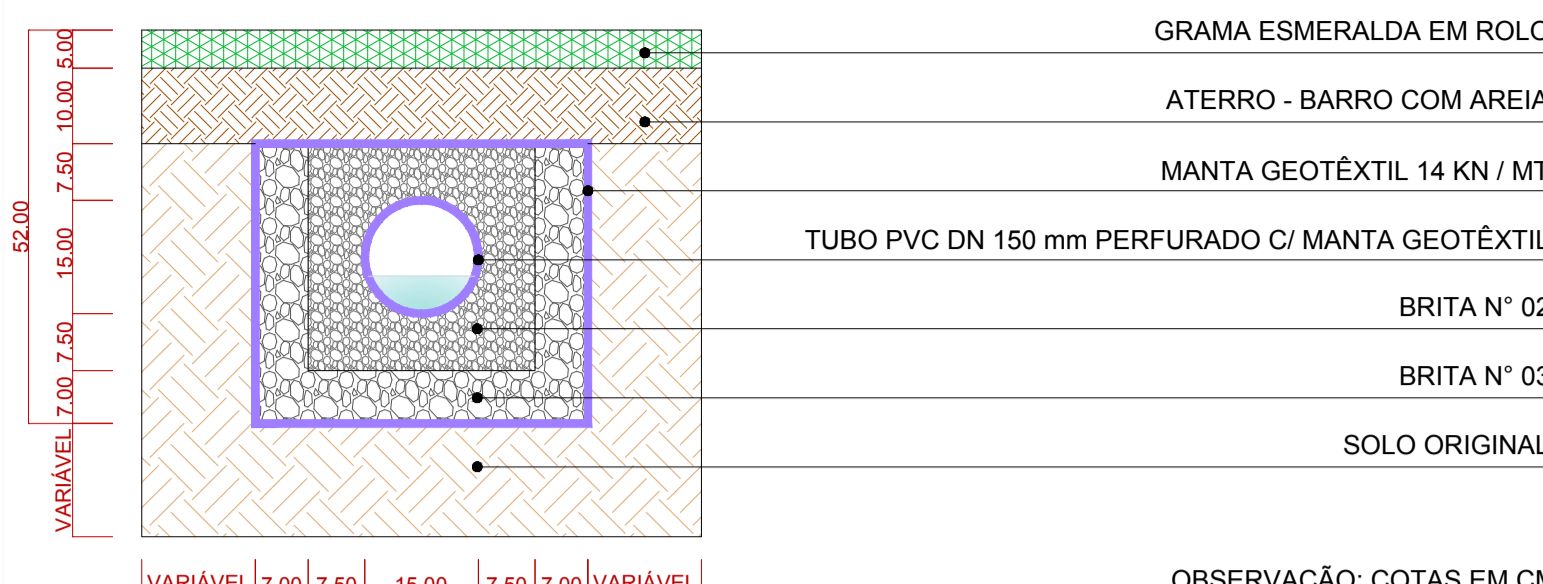 GRAMA ESMERALDA EM ROLO
ATERRO - BARRO COM AREIA
MANTA GEOTÊXTIL 14 KN / MT
TUBO PVC DN 150 mm PERFURADO C/ MANTA GEOTÊXTIL
BRITA N° 02
BRITA N° 03
SOLO ORIGINAL
OBSERVAÇÃO: COTAS EM CM
52.00
5.00
10.00
7.50
15.00
7.50
7.00
VARIÁVEL
VARIÁVEL 7.00 7.50 15.00 7.50 7.00 VARIÁVEL